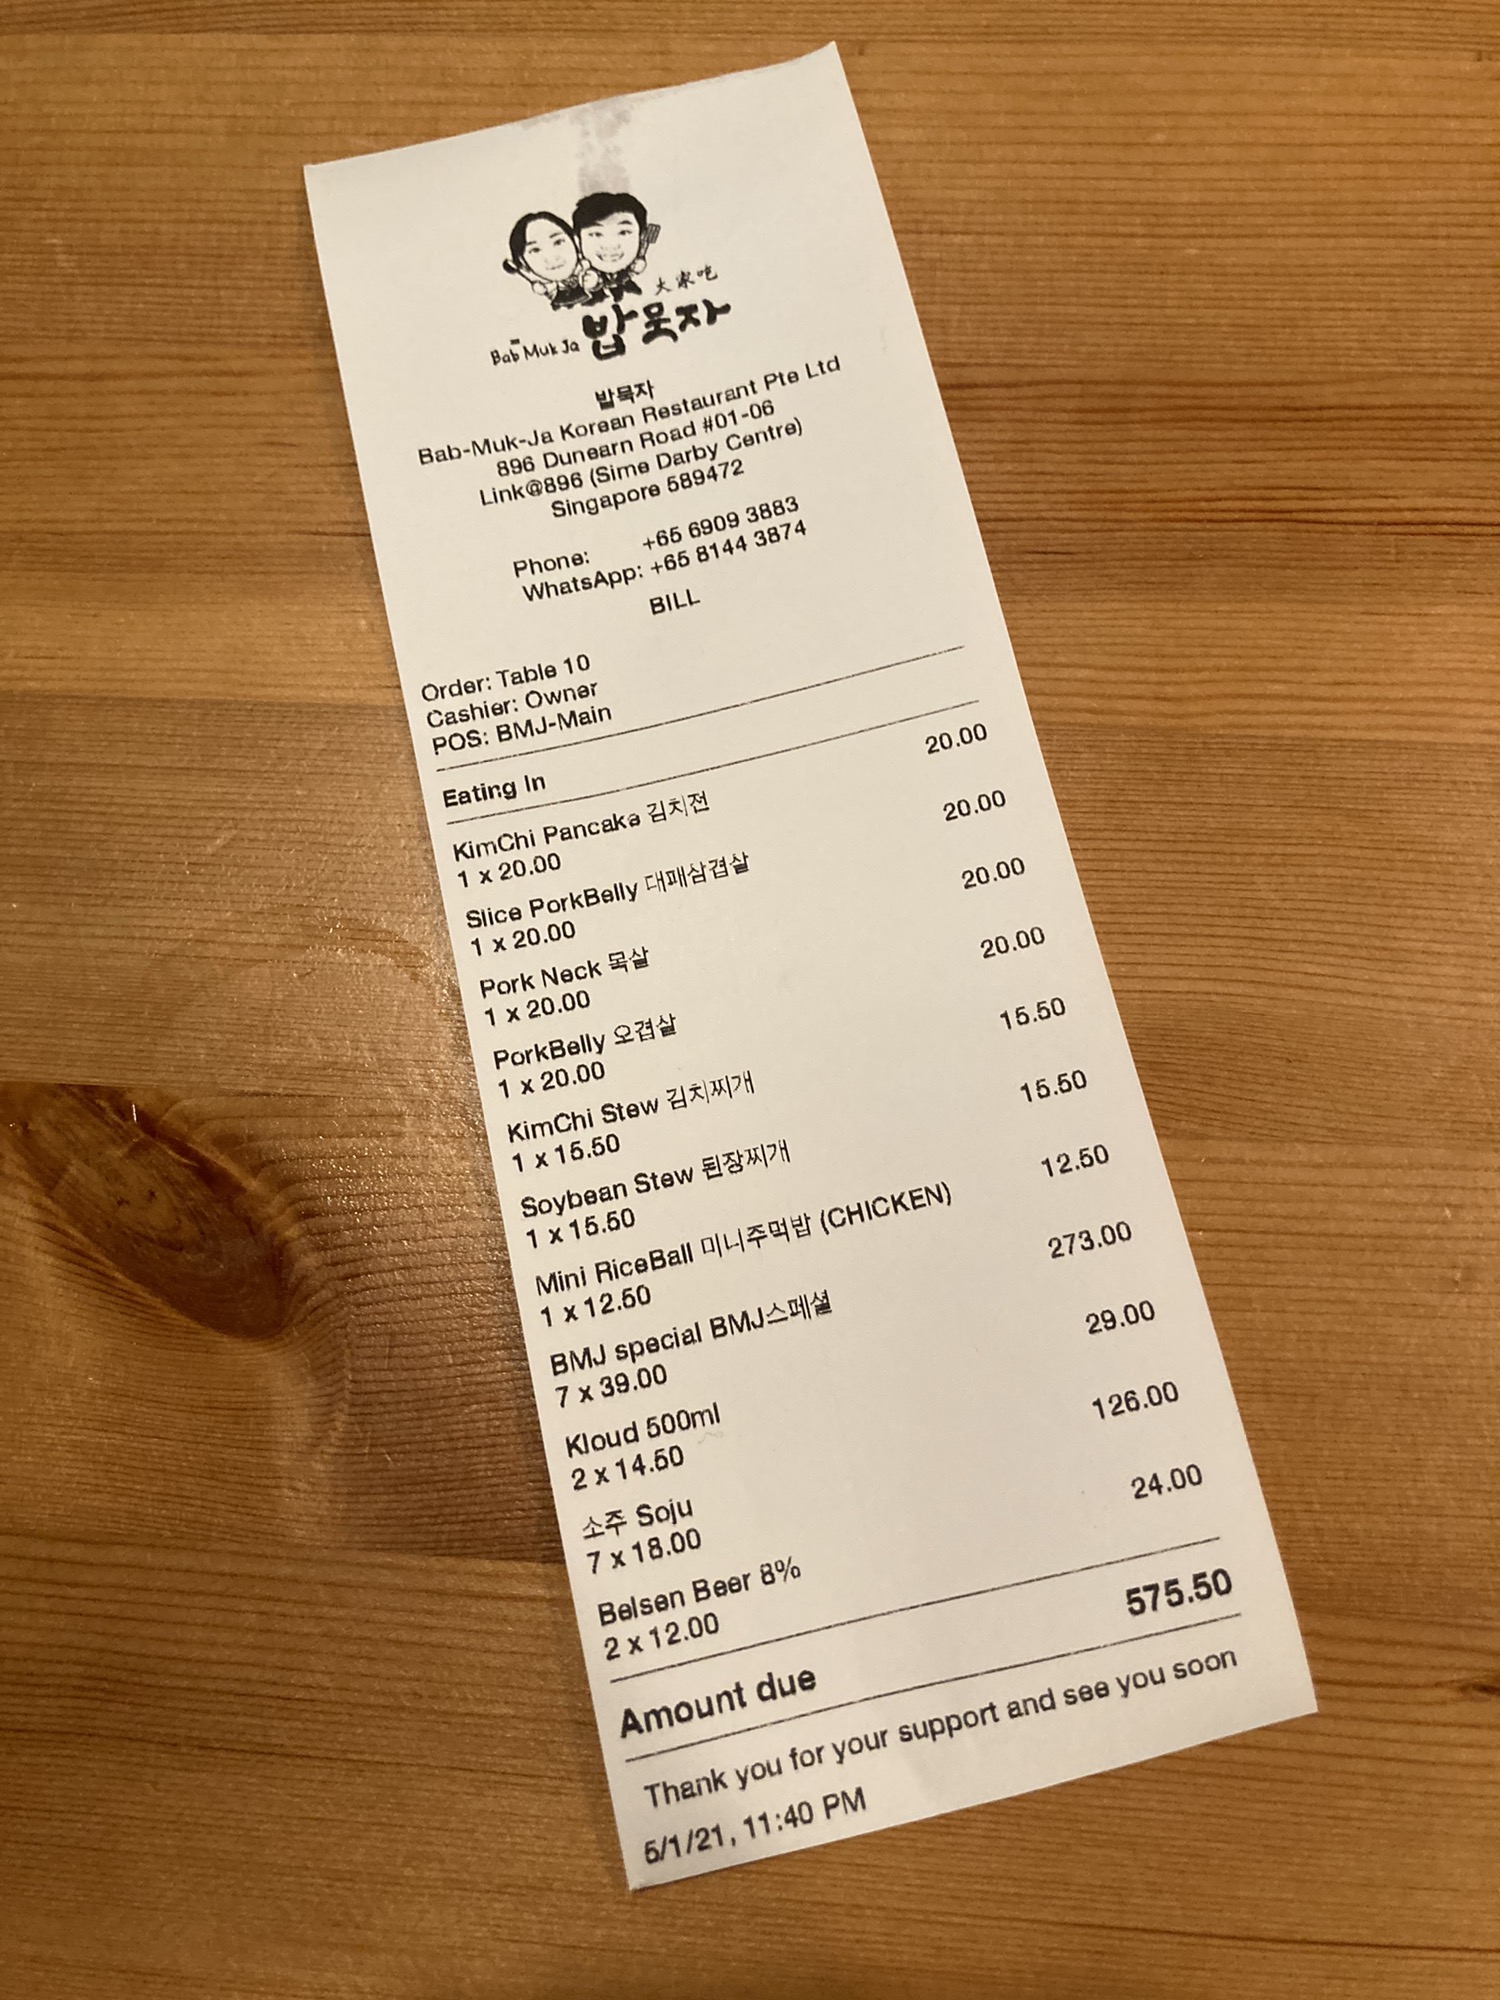 大家吃
Bab Muk Ja 밥묵자
밥묵자
Bab-Muk-Ja Korean Restaurant Pte Ltd
896 Dunearn Road #01-06
Link@896 (Sime Darby Centre)
Singapore 589472
Phone: +65 6909 3883
WhatsApp: +65 8144 3874
BILL
Order: Table 10
Cashier: Owner
POS: BMJ-Main
Eating In
KimChi Pancake 김치전 20.00
1 x 20.00
Slice PorkBelly 대패삼겹살 20.00
1 x 20.00
Pork Neck 목살 20.00
1 x 20.00
PorkBelly 오겹살 20.00
1 x 20.00
KimChi Stew 김치찌개 15.50
1 x 15.50
Soybean Stew 된장찌개 15.50
1 x 15.50
Mini RiceBall 미니주먹밥 (CHICKEN) 12.50
1 x 12.50
BMJ special BMJ스페셜 273.00
7 x 39.00
Kloud 500ml 29.00
2 x 14.50
소주 Soju 126.00
7 x 18.00
Belsen Beer 8% 24.00
2 x 12.00
Amount due 575.50
Thank you for your support and see you soon
5/1/21, 11:40 PM